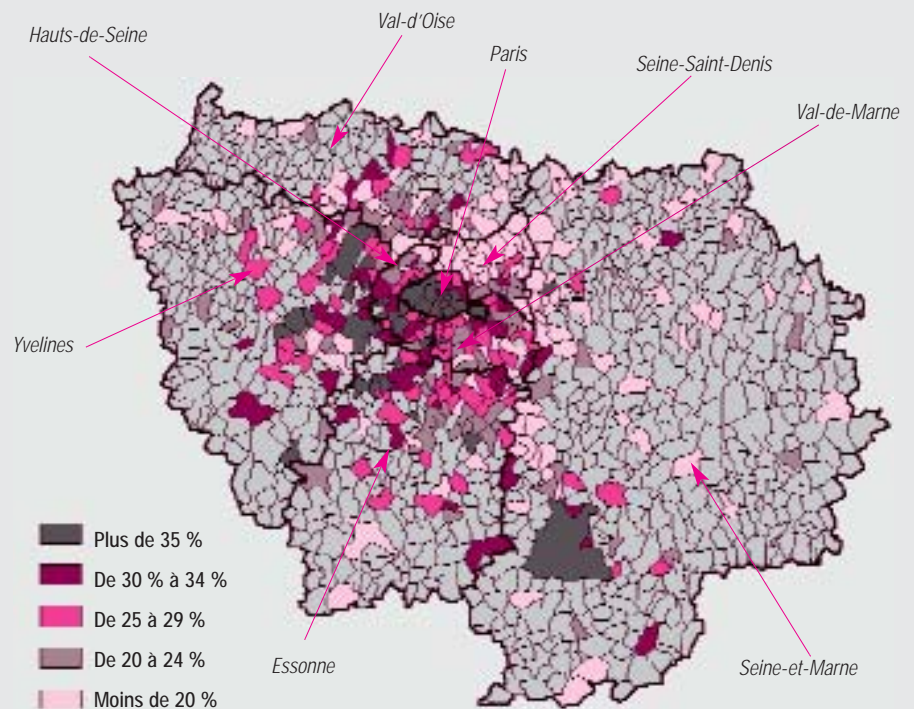 Val-d'Oise
Hauts-de-Seine
Paris
Seine-Saint-Denis
Val-de-Marne
Yvelines
Plus de 35 %
De 30 % à 34 %
De 25 à 29 %
De 20 à 24 %
Moins de 20 %
Essonne
Seine-et-Marne